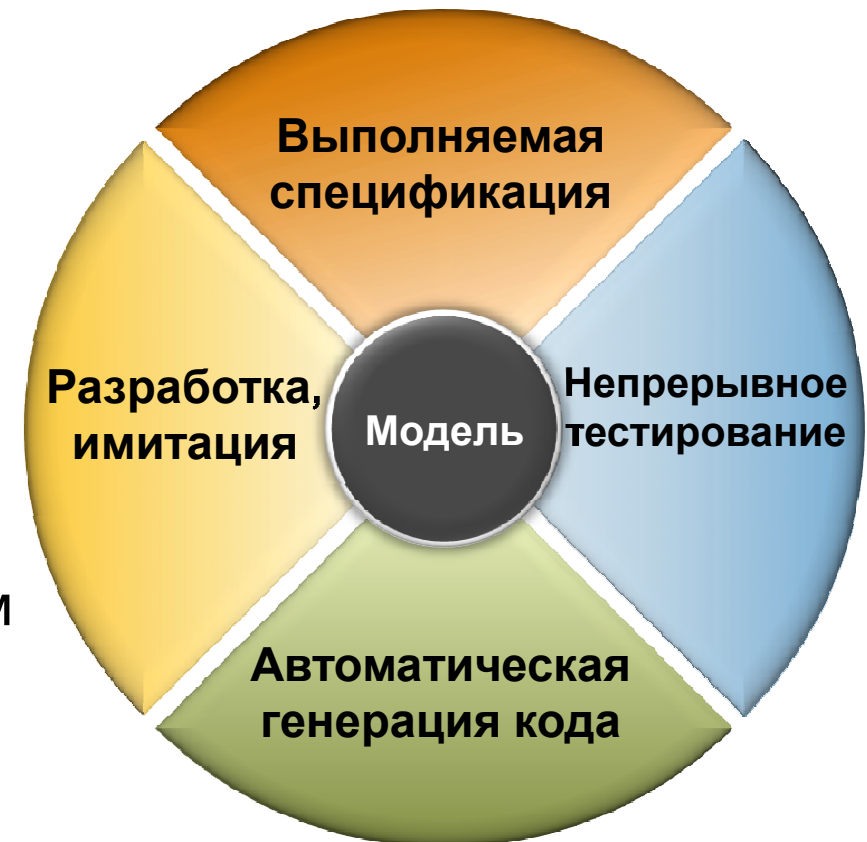 Выполняемая
спецификация
Разработка,
имитация
Модель
Непрерывное
тестирование
и
Автоматическая
генерация кода